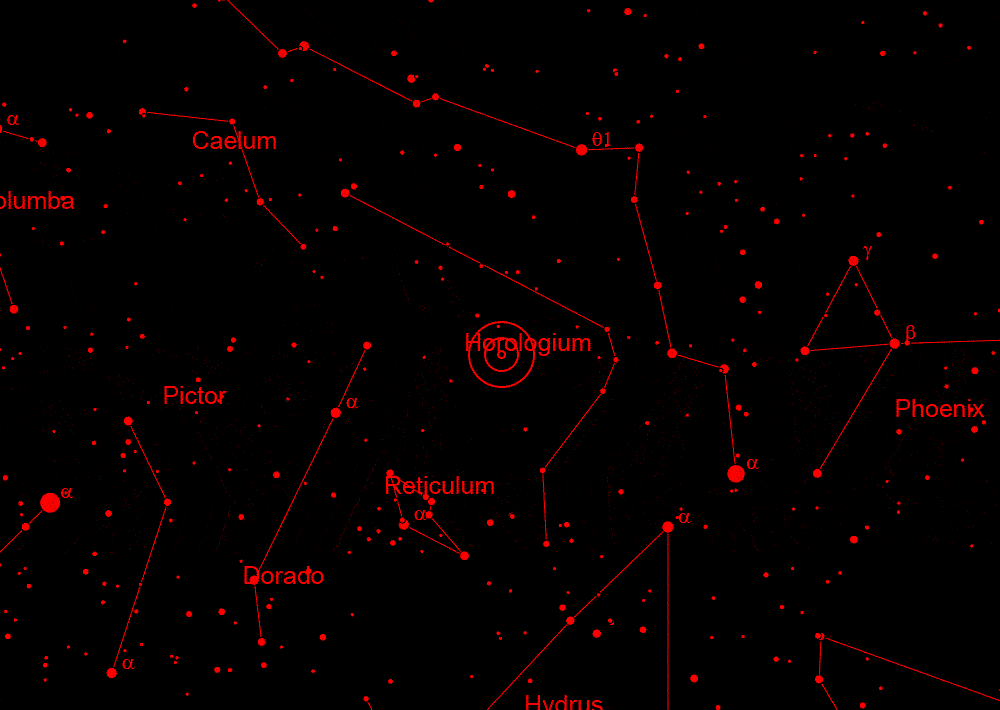 α
θ1
Caelum
olumba
γ
β
Horologium
Pictor
α
Phoenix
α
α
Reticulum
α
α
Dorado
α
Hydrus